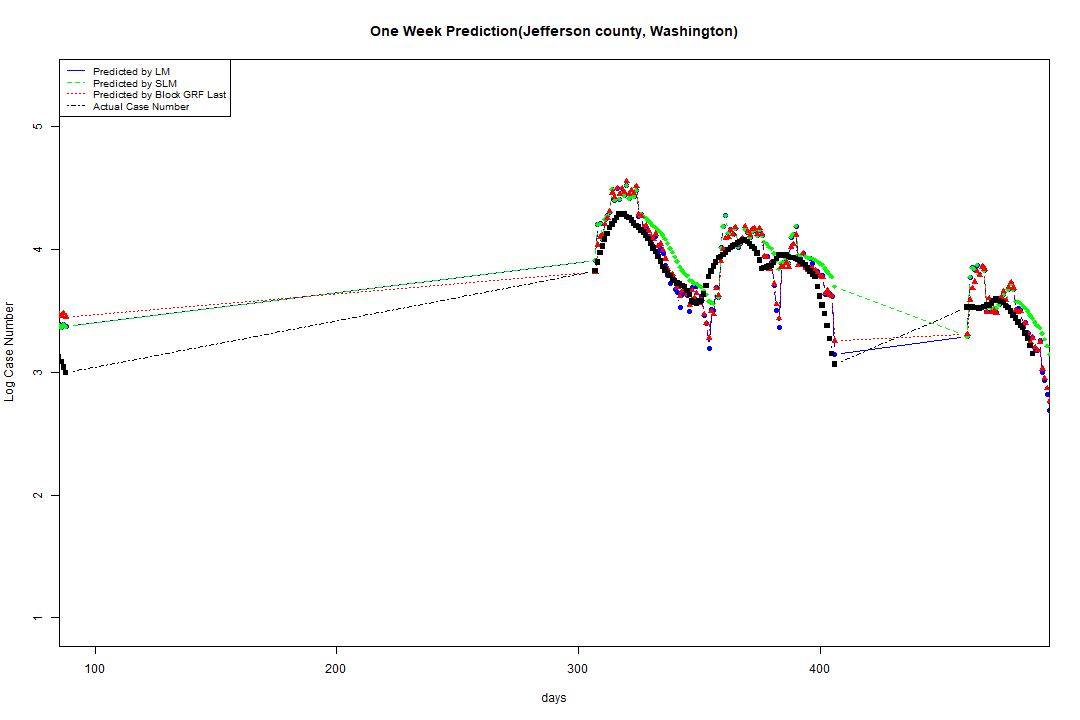 One Week Prediction(Jefferson county, Washington)
Predicted by LM
Predicted by SLM
Predicted by Block GRF Last
Actual Case Number
5
4
3
2
1
Log Case Number
100
200
300
400
days